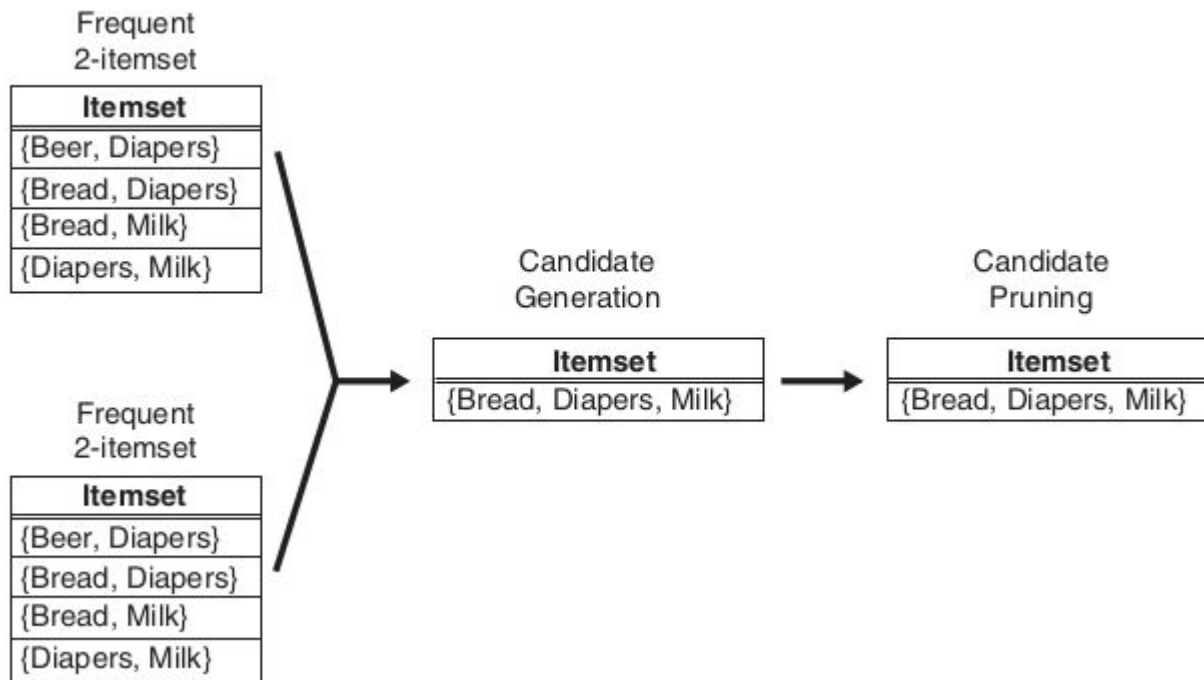 Frequent
2-itemset
Itemset
{Beer, Diapers}
{Bread, Diapers}
{Bread, Milk}
{Diapers, Milk}
Frequent
2-itemset
Itemset
{Beer, Diapers}
{Bread, Diapers}
{Bread, Milk}
{Diapers, Milk}
Candidate
Generation
Itemset
{Bread, Diapers, Milk}
Candidate
Pruning
Itemset
{Bread, Diapers, Milk}